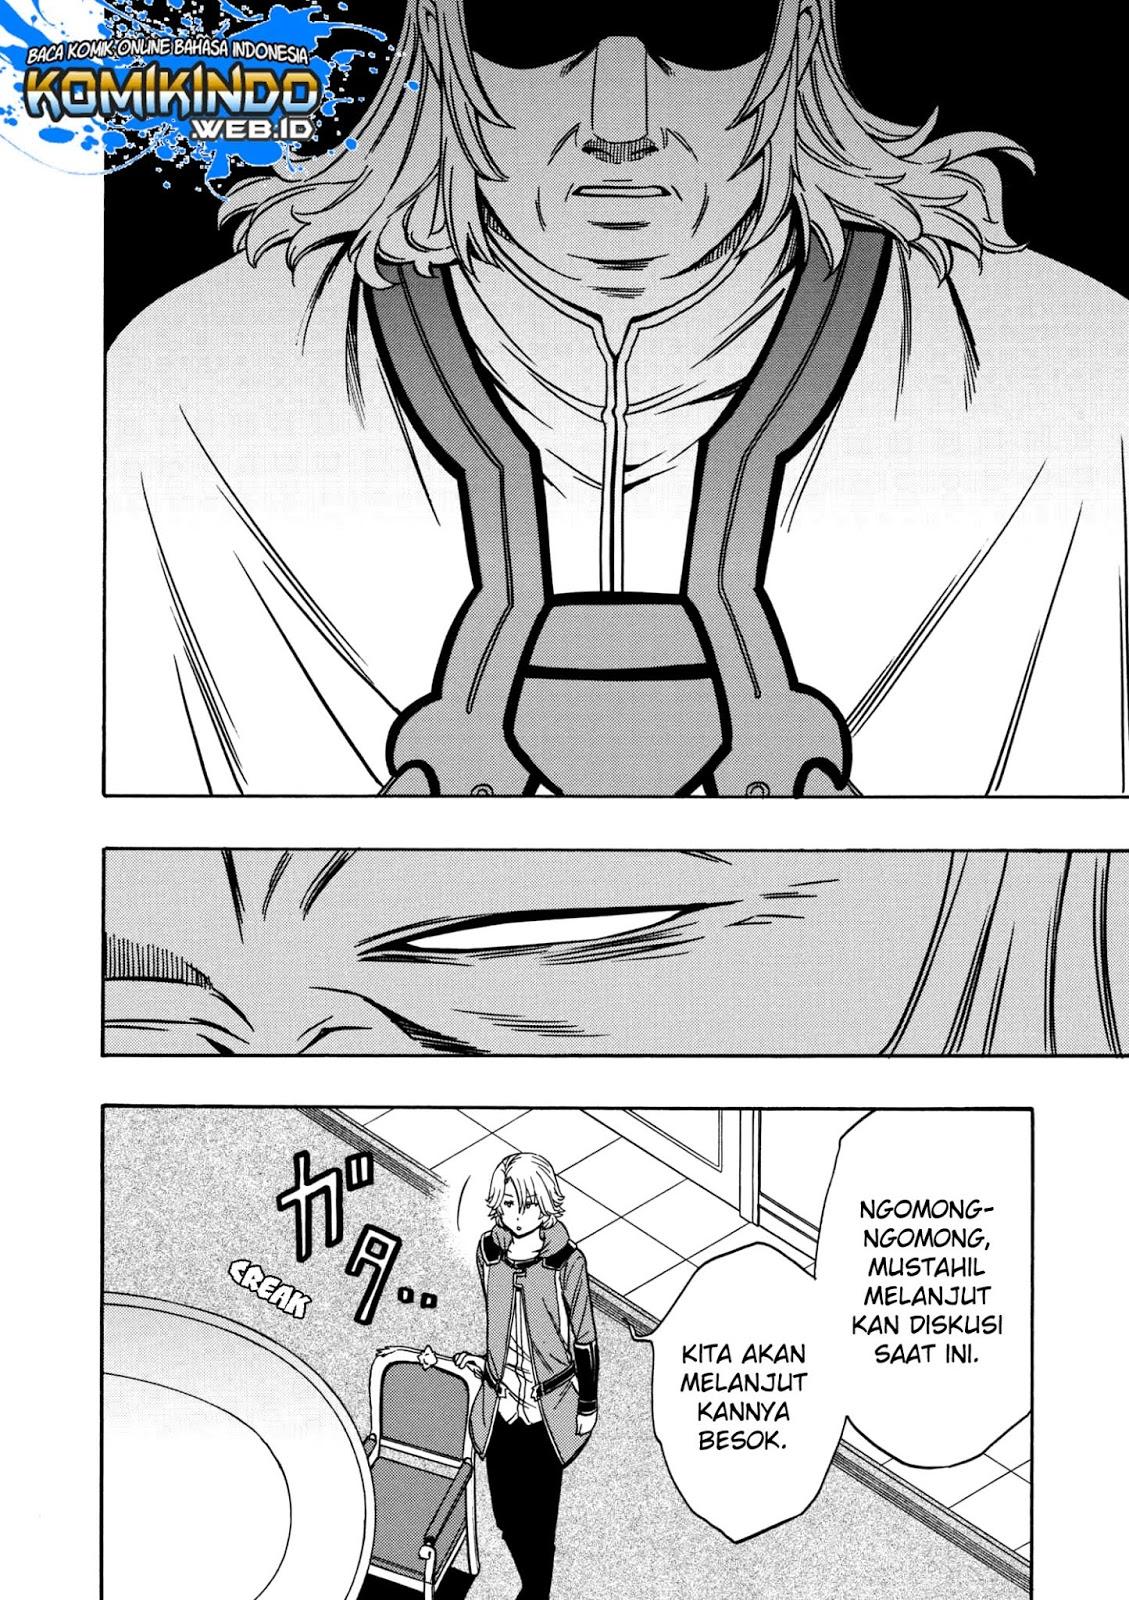 BACA KOMIK ONLINE BAHASA INDONESIA
KOMIKINDO
.WEB.ID
ガタ・・
CREAK
NGOMONG-
NGOMONG,
MUSTAHIL
MELANJUT
KAN DISKUSI
SAAT INI.
KITA AKAN
MELANJUT
KANNYA
BESOK.